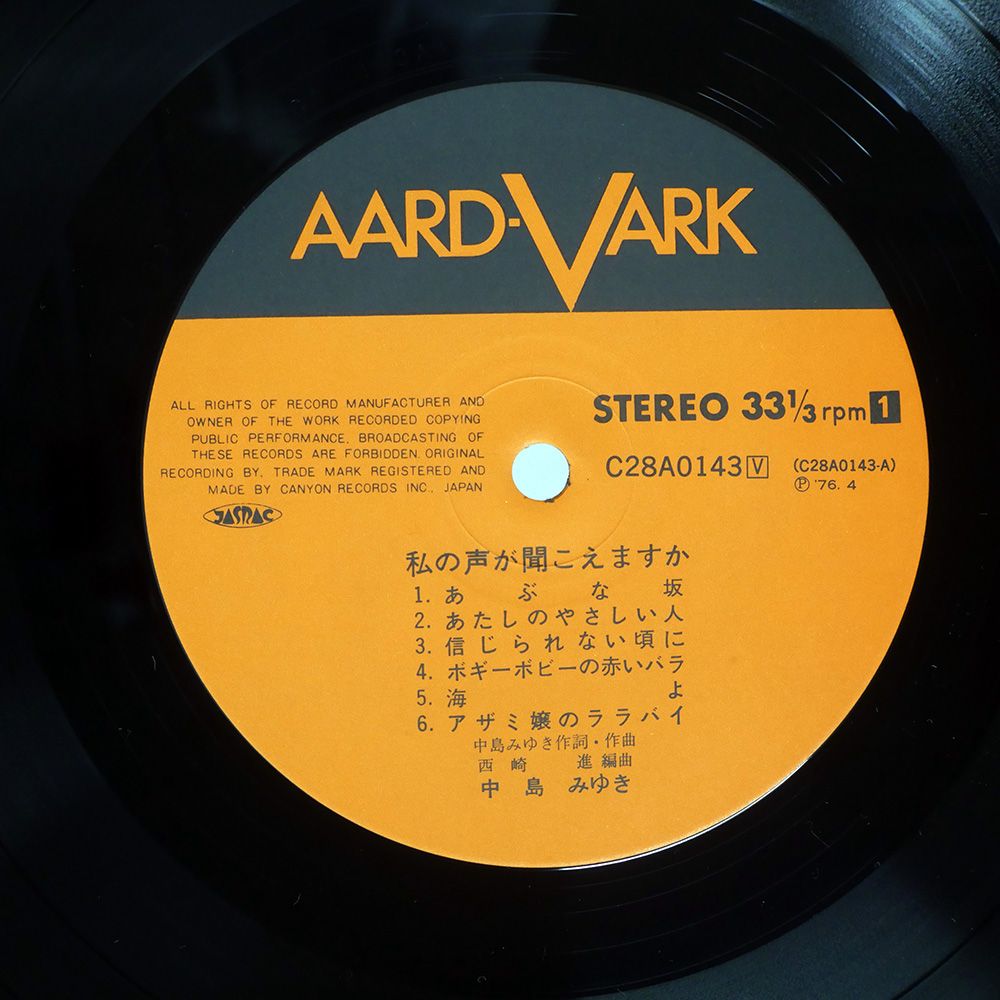 AARD-VARK
ALL RIGHTS OF RECORD MANUFACTURER AND
OWNER OF THE WORK RECORDED COPYING
PUBLIC PERFORMANCE, BROADCASTING OF
THESE RECORDS ARE FORBIDDEN. ORIGINAL
RECORDING BY, TRADE MARK REGISTERED AND
MADE BY CANYON RECORDS INC., JAPAN
JASRAC
STEREO 33 1/3 rpm 1
C28A0143 V (C28A0143-A)
Ⓟ '76. 4
私の声が聞こえますか
1. あぶな坂
2. あたしのやさしい人
3. 信じられない頃に
4. ボギーボビーの赤いバラ
5. 海よ
6. アザミ嬢のララバイ
中島みゆき作詞・作曲
西崎 進 編曲
中島 みゆき